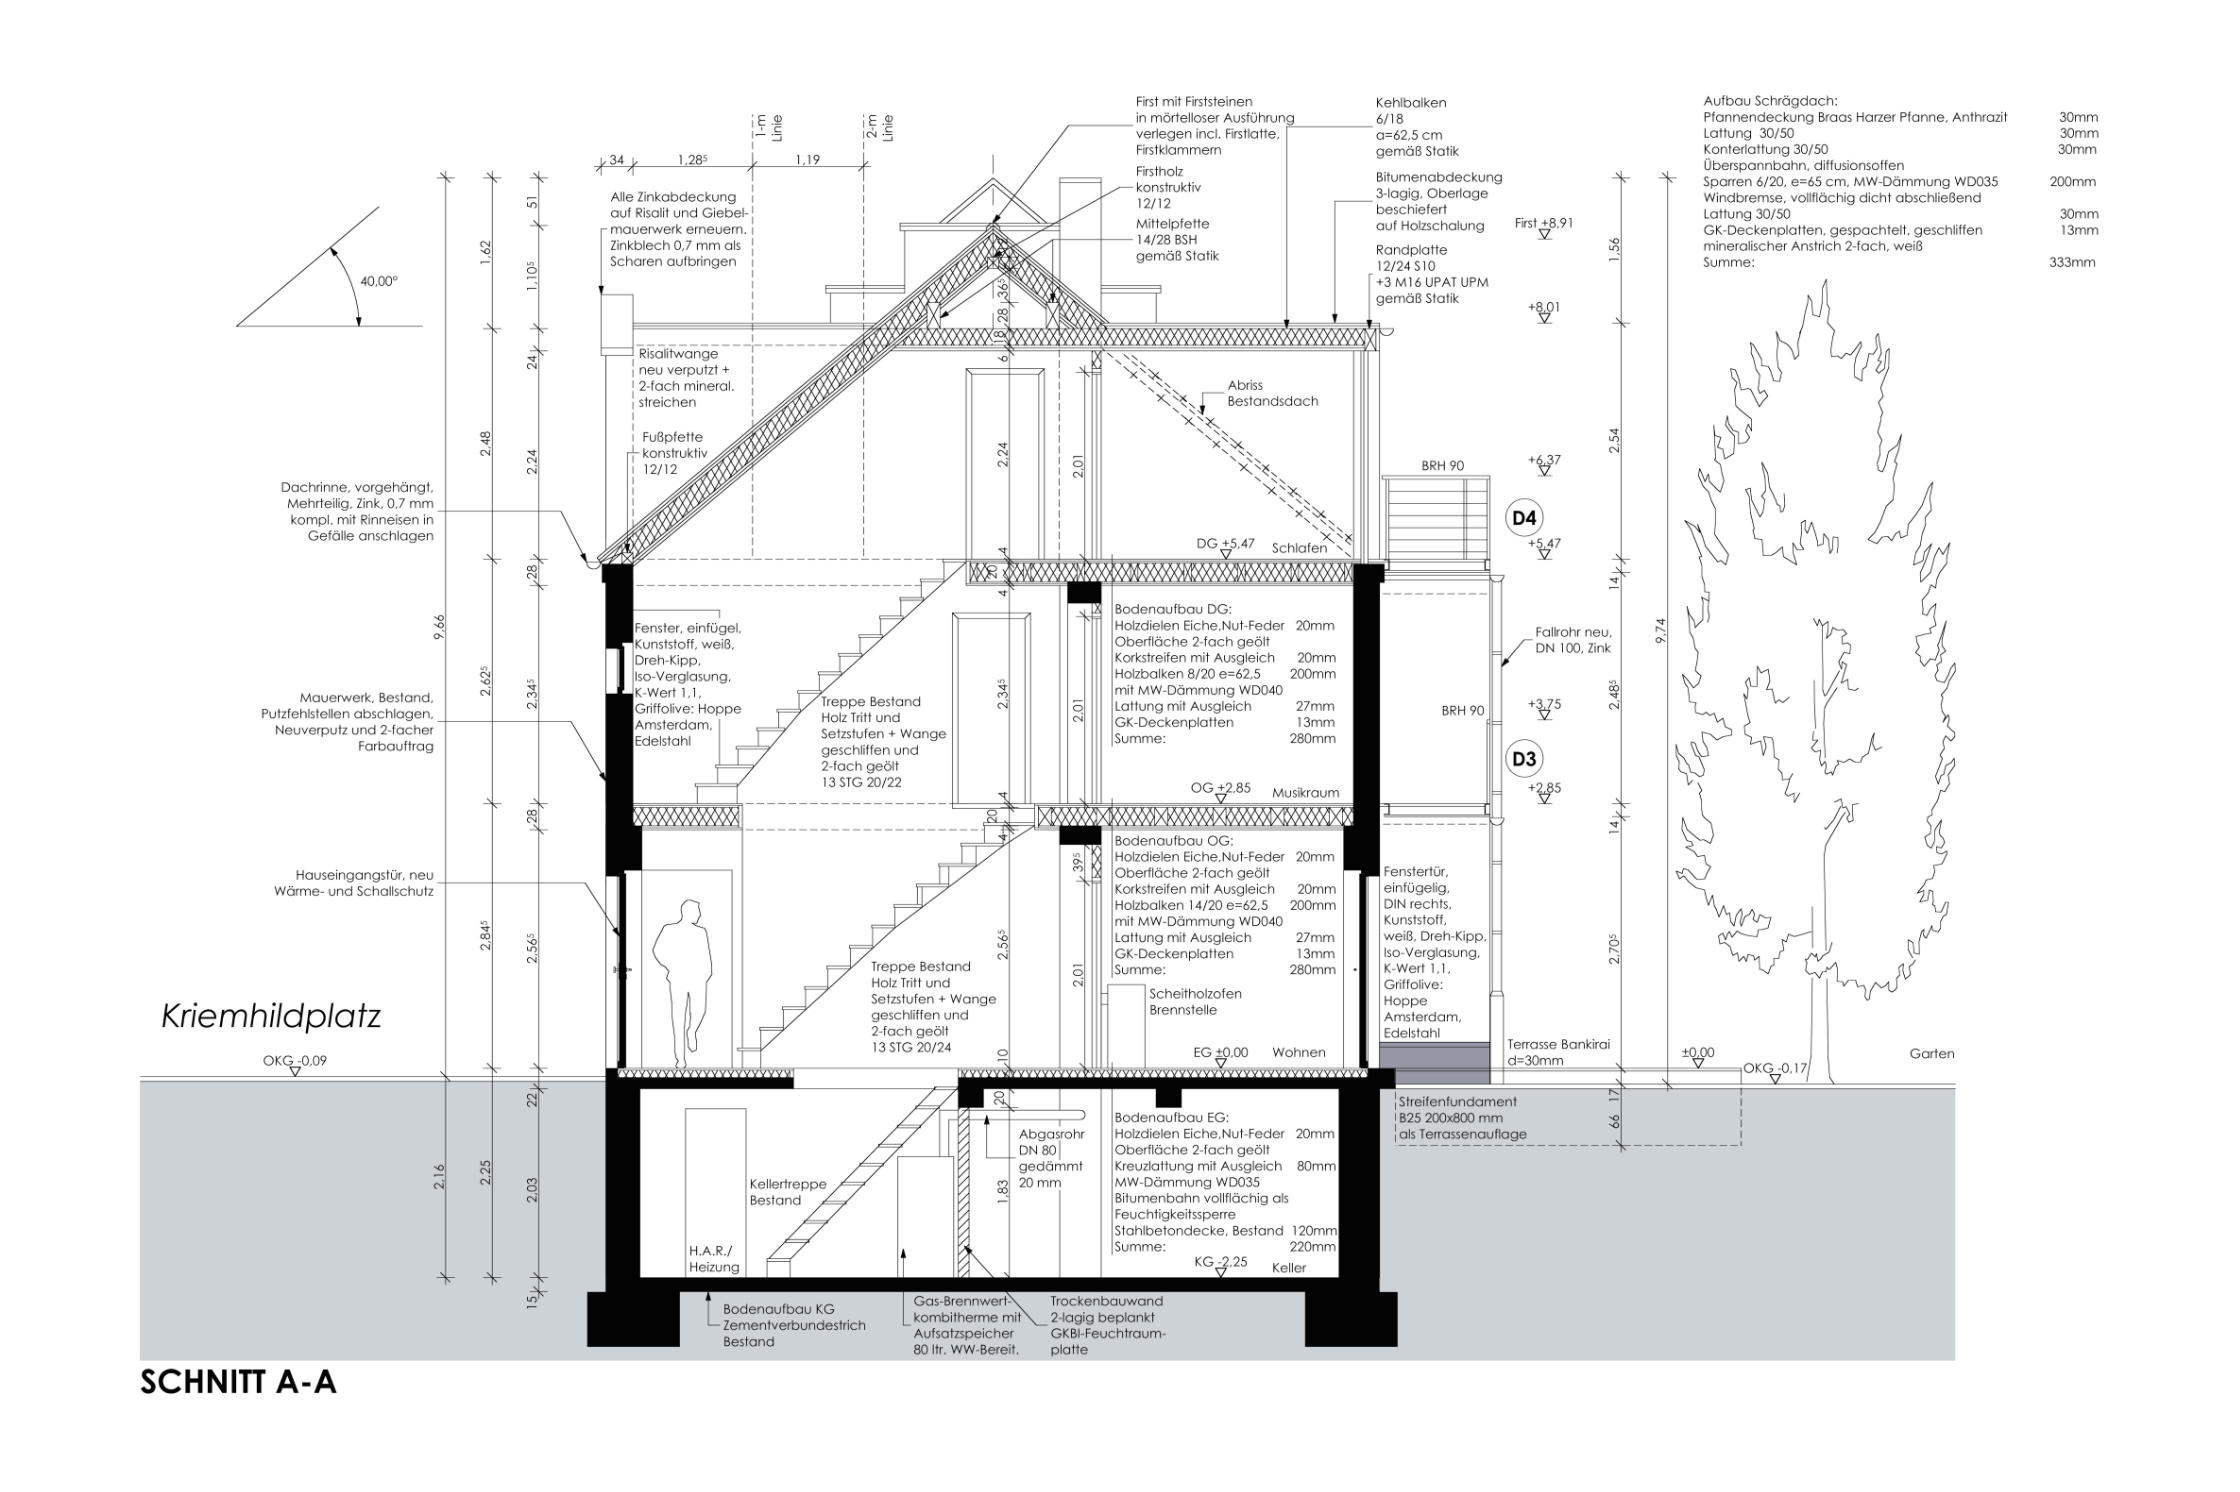 First mit Firststeinen
in mörtelloser Ausführung
verlegen incl. Firstlatte,
Firstklammern
Firstholz
konstruktiv
12/12
Mittelpfette
14/28 BSH
gemäß Statik
Kehlbalken
6/18
a=62,5 cm
gemäß Statik
Bitumenabdeckung
3-lagig, Oberlage
beschiefert
auf Holzschalung
Randplatte
12/24 S10
+3 M16 UPAT UPM
gemäß Statik
Aufbau Schrägdach:
Pfannendeckung Braas Harzer Pfanne, Anthrazit 30mm
Lattung 30/50 30mm
Konterlattung 30/50 30mm
Überspannbahn, diffusionsoffen
Sparren 6/20, e=65 cm, MW-Dämmung WD035 200mm
Windbremse, vollflächig dicht abschließend
Lattung 30/50 30mm
GK-Deckenplatten, gespachtelt, geschliffen 13mm
mineralischer Anstrich 2-fach, weiß
Summe: 333mm
1-m
Linie
2-m
Linie
34
1,28⁵
1,19
Alle Zinkabdeckung
auf Risalit und Giebel-
mauerwerk erneuern.
Zinkblech 0,7 mm als
Scharen aufbringen
40,00°
Risalitwange
neu verputzt +
2-fach mineral.
streichen
Fußpfette
konstruktiv
12/12
Dachrinne, vorgehängt,
Mehrteilig, Zink, 0,7 mm
kompl. mit Rinneisen in
Gefälle anschlagen
Mauerwerk, Bestand,
Putzfehlstellen abschlagen,
Neuverputz und 2-facher
Farbauftrag
Hauseingangstür, neu
Wärme- und Schallschutz
Kriemhildplatz
OKG -0,09
9,66
2,16
1,62
2,48
2,62⁵
2,84⁵
2,25
51
1,10⁵
24
2,24
28
2,34⁵
28
2,56⁵
22
2,03
15
36⁵
28
18
6
2,24
4
20
4
2,34⁵
4
20
4
2,56⁵
10
20
1,83
2,01
2,01
39⁵
2,01
Abriss
Bestandsdach
DG +5,47 Schlafen
Fenster, einfügel,
Kunststoff, weiß,
Dreh-Kipp,
Iso-Verglasung,
K-Wert 1,1,
Griffolive: Hoppe
Amsterdam,
Edelstahl
Treppe Bestand
Holz Tritt und
Setzstufen + Wange
geschliffen und
2-fach geölt
13 STG 20/22
Bodenaufbau DG:
Holzdielen Eiche,Nut-Feder 20mm
Oberfläche 2-fach geölt
Korkstreifen mit Ausgleich 20mm
Holzbalken 8/20 e=62,5 200mm
mit MW-Dämmung WD040
Lattung mit Ausgleich 27mm
GK-Deckenplatten 13mm
Summe: 280mm
OG +2,85 Musikraum
Treppe Bestand
Holz Tritt und
Setzstufen + Wange
geschliffen und
2-fach geölt
13 STG 20/24
Bodenaufbau OG:
Holzdielen Eiche,Nut-Feder 20mm
Oberfläche 2-fach geölt
Korkstreifen mit Ausgleich 20mm
Holzbalken 14/20 e=62,5 200mm
mit MW-Dämmung WD040
Lattung mit Ausgleich 27mm
GK-Deckenplatten 13mm
Summe: 280mm
Scheitholzofen
Brennstelle
EG ±0,00 Wohnen
Bodenaufbau EG:
Holzdielen Eiche,Nut-Feder 20mm
Oberfläche 2-fach geölt
Kreuzlattung mit Ausgleich 80mm
MW-Dämmung WD035
Bitumenbahn vollflächig als
Feuchtigkeitssperre
Stahlbetondecke, Bestand 120mm
Summe: 220mm
KG -2,25 Keller
Abgasrohr
DN 80
gedämmt
20 mm
Kellertreppe
Bestand
H.A.R./
Heizung
Bodenaufbau KG
Zementverbundestrich
Bestand
Gas-Brennwert-
kombitherme mit
Aufsatzspeicher
80 ltr. WW-Bereit.
Trockenbauwand
2-lagig beplankt
GKBI-Feuchtraum-
platte
First +8,91
+8,01
+6,37
BRH 90
D4
+5,47
BRH 90
+3,75
D3
+2,85
Fallrohr neu,
DN 100, Zink
Fenstertür,
einfügelig,
DIN rechts,
Kunststoff,
weiß, Dreh-Kipp,
Iso-Verglasung,
K-Wert 1,1,
Griffolive:
Hoppe
Amsterdam,
Edelstahl
Terrasse Bankirai
d=30mm
±0,00
OKG -0,17
Garten
Streifenfundament
B25 200x800 mm
als Terrassenauflage
1,56
2,54
14
2,48⁵
14
2,70⁵
17
66
9,74
SCHNITT A-A